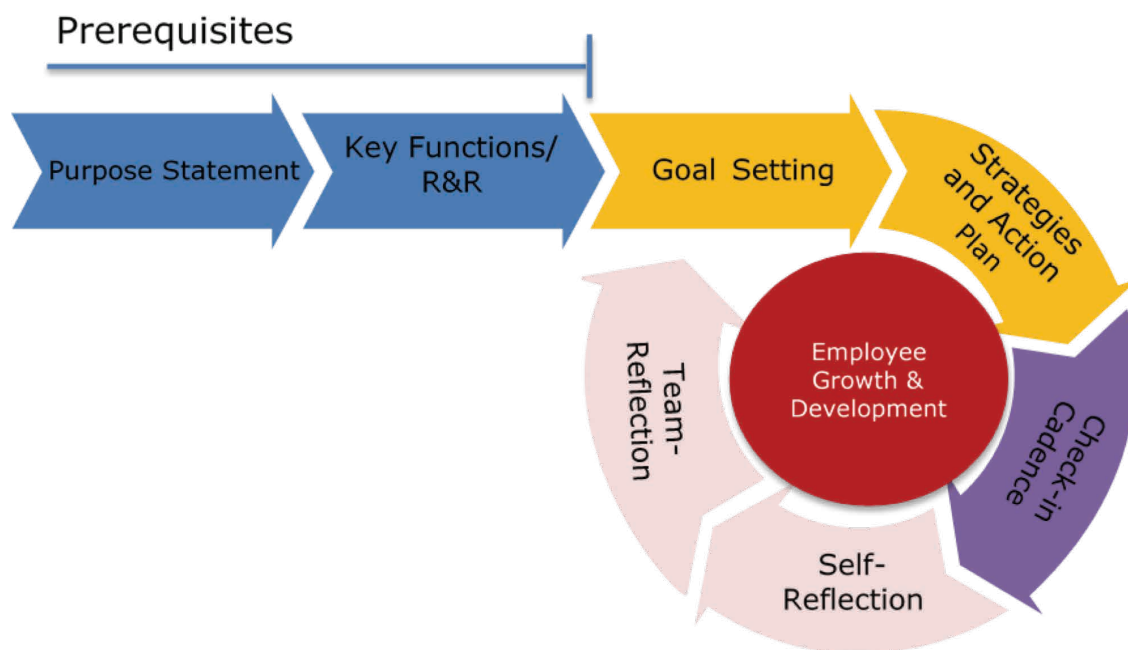 Prerequisites
Purpose Statement
Key Functions/
R&R
Goal Setting
Strategies
and Action
Plan
Employee
Growth &
Development
Check-in
Cadence
Self-
Reflection
Team-
Reflection